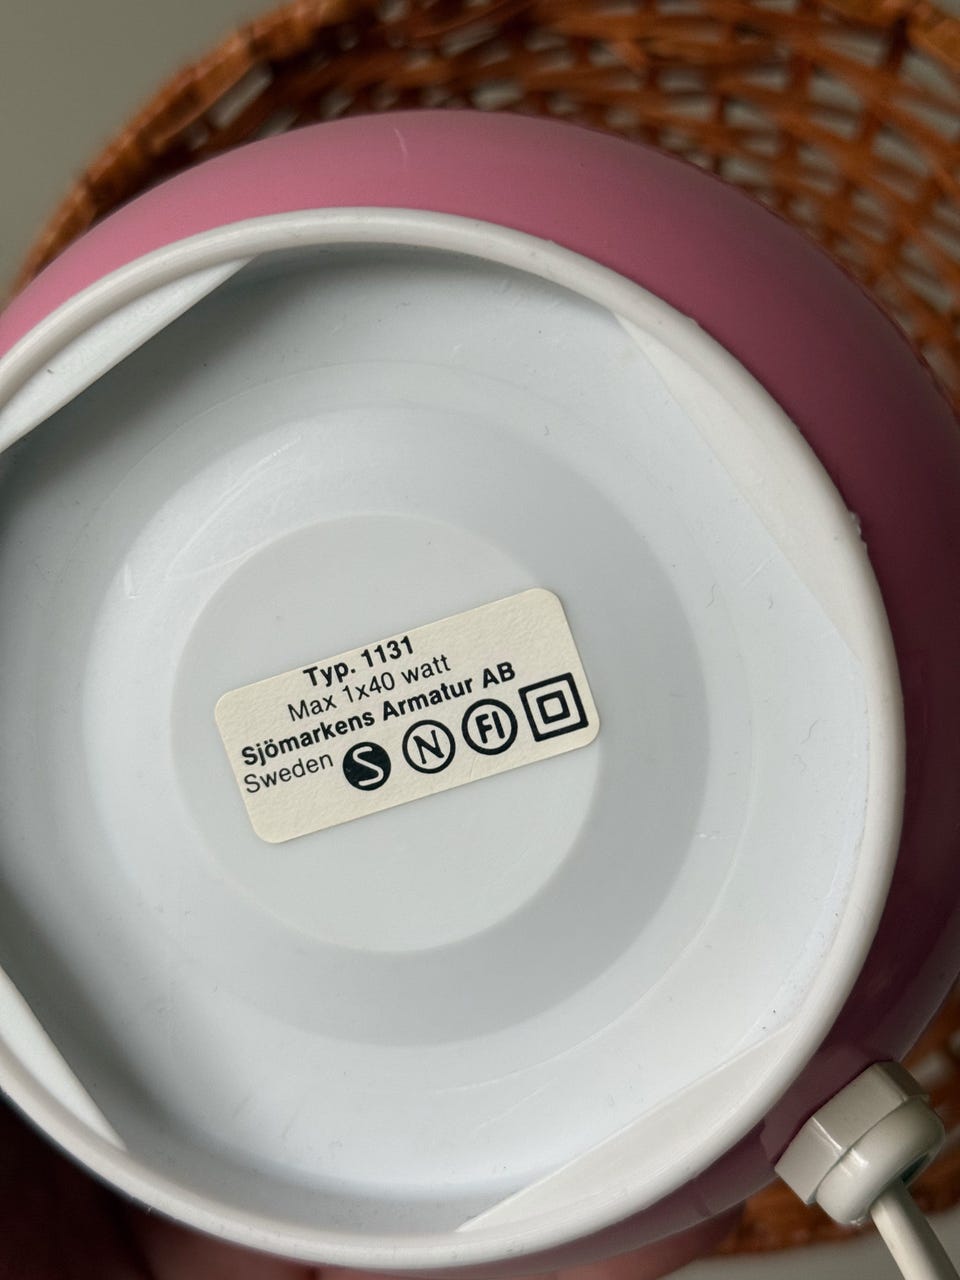 Typ. 1131
Max 1x40 watt
Sjömarkens Armatur AB
Sweden S N FI